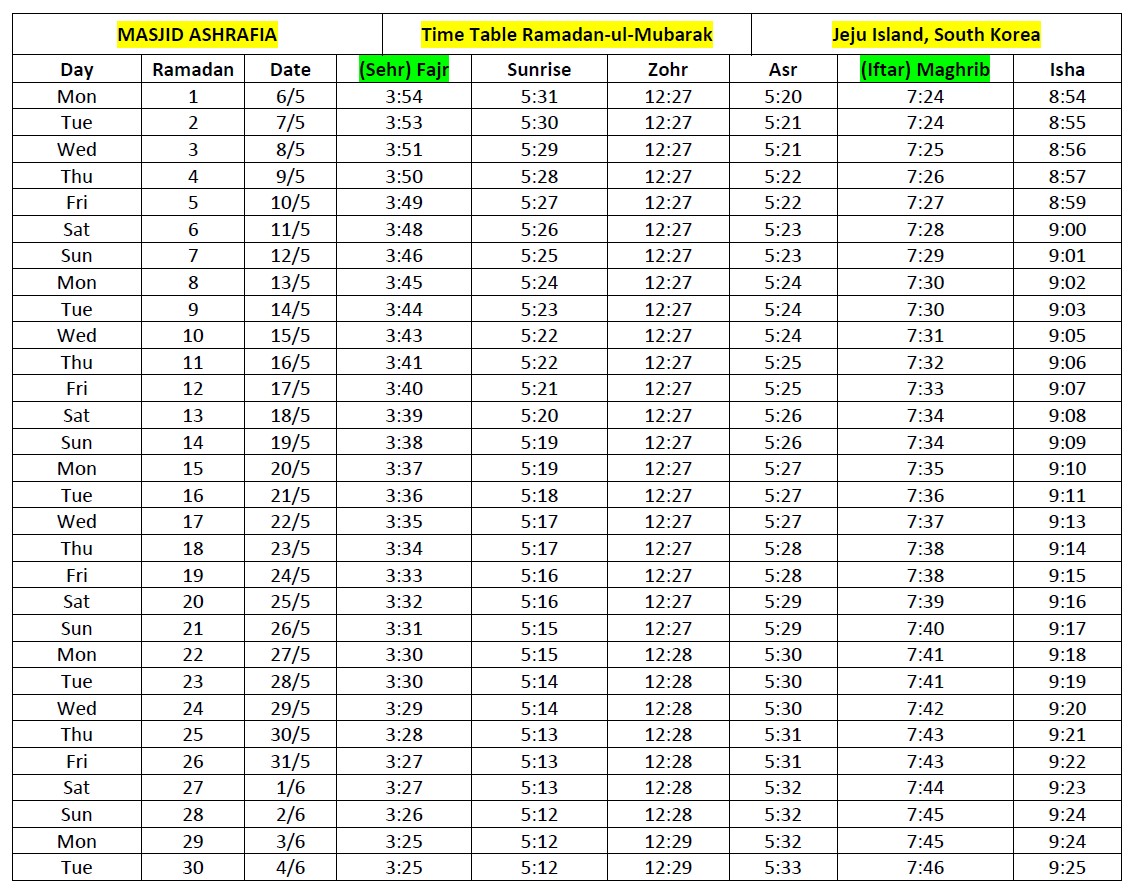 MASJID ASHRAFIA Time Table Ramadan-ul-Mubarak Jeju Island, South Korea
Day Ramadan Date (Sehr) Fajr Sunrise Zohr Asr (Iftar) Maghrib Isha
Mon 1 6/5 3:54 5:31 12:27 5:20 7:24 8:54
Tue 2 7/5 3:53 5:30 12:27 5:21 7:24 8:55
Wed 3 8/5 3:51 5:29 12:27 5:21 7:25 8:56
Thu 4 9/5 3:50 5:28 12:27 5:22 7:26 8:57
Fri 5 10/5 3:49 5:27 12:27 5:22 7:27 8:59
Sat 6 11/5 3:48 5:26 12:27 5:23 7:28 9:00
Sun 7 12/5 3:46 5:25 12:27 5:23 7:29 9:01
Mon 8 13/5 3:45 5:24 12:27 5:24 7:30 9:02
Tue 9 14/5 3:44 5:23 12:27 5:24 7:30 9:03
Wed 10 15/5 3:43 5:22 12:27 5:24 7:31 9:05
Thu 11 16/5 3:41 5:22 12:27 5:25 7:32 9:06
Fri 12 17/5 3:40 5:21 12:27 5:25 7:33 9:07
Sat 13 18/5 3:39 5:20 12:27 5:26 7:34 9:08
Sun 14 19/5 3:38 5:19 12:27 5:26 7:34 9:09
Mon 15 20/5 3:37 5:19 12:27 5:27 7:35 9:10
Tue 16 21/5 3:36 5:18 12:27 5:27 7:36 9:11
Wed 17 22/5 3:35 5:17 12:27 5:27 7:37 9:13
Thu 18 23/5 3:34 5:17 12:27 5:28 7:38 9:14
Fri 19 24/5 3:33 5:16 12:27 5:28 7:38 9:15
Sat 20 25/5 3:32 5:16 12:27 5:29 7:39 9:16
Sun 21 26/5 3:31 5:15 12:27 5:29 7:40 9:17
Mon 22 27/5 3:30 5:15 12:28 5:30 7:41 9:18
Tue 23 28/5 3:30 5:14 12:28 5:30 7:41 9:19
Wed 24 29/5 3:29 5:14 12:28 5:30 7:42 9:20
Thu 25 30/5 3:28 5:13 12:28 5:31 7:43 9:21
Fri 26 31/5 3:27 5:13 12:28 5:31 7:43 9:22
Sat 27 1/6 3:27 5:13 12:28 5:32 7:44 9:23
Sun 28 2/6 3:26 5:12 12:28 5:32 7:45 9:24
Mon 29 3/6 3:25 5:12 12:29 5:32 7:45 9:24
Tue 30 4/6 3:25 5:12 12:29 5:33 7:46 9:25